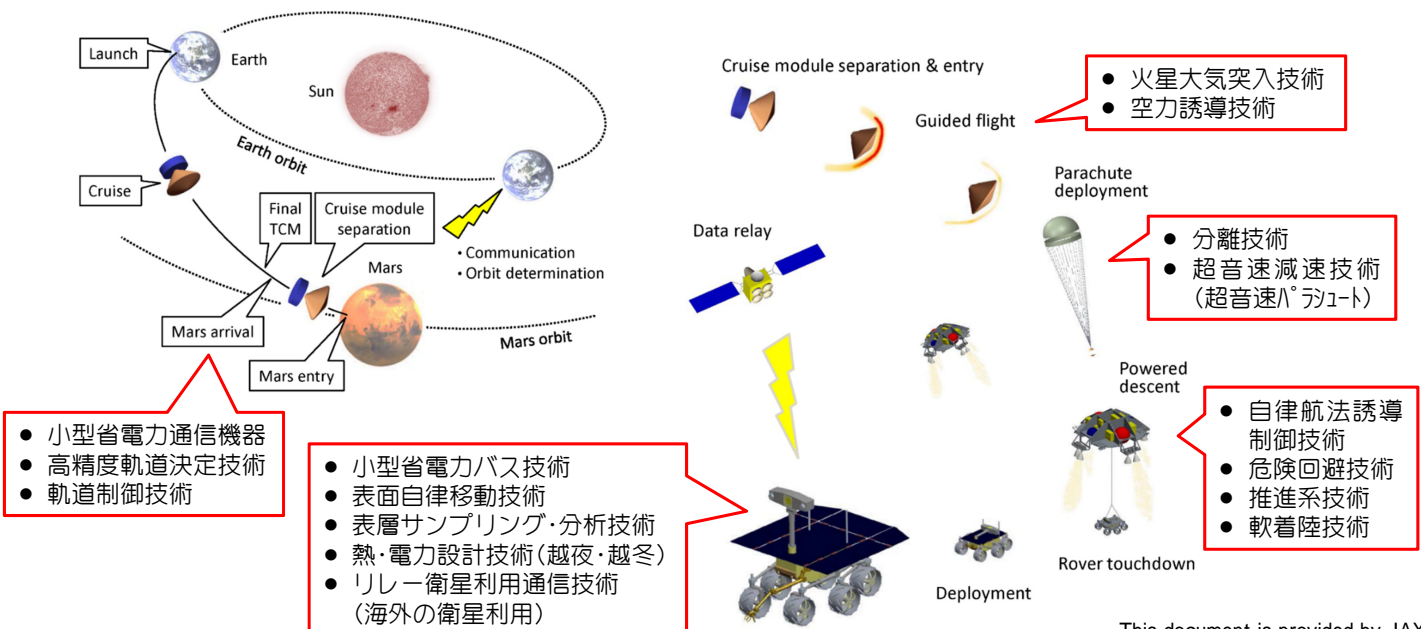 Launch
Earth
Sun
Earth orbit
Cruise
Final
TCM
Cruise module
separation
• Communication
• Orbit determination
Mars
Mars arrival
Mars orbit
Mars entry
● 小型省電力通信機器
● 高精度軌道決定技術
● 軌道制御技術
Cruise module separation & entry
Guided flight
● 火星大気突入技術
● 空力誘導技術
Parachute
deployment
● 分離技術
● 超音速減速技術
(超音速ﾊﾟﾗｼｭｰﾄ)
Data relay
Powered
descent
● 自律航法誘導
制御技術
● 危険回避技術
● 推進系技術
● 軟着陸技術
Rover touchdown
Deployment
● 小型省電力バス技術
● 表面自律移動技術
● 表層サンプリング・分析技術
● 熱・電力設計技術(越夜・越冬)
● リレー衛星利用通信技術
(海外の衛星利用)
This document is provided by JAX